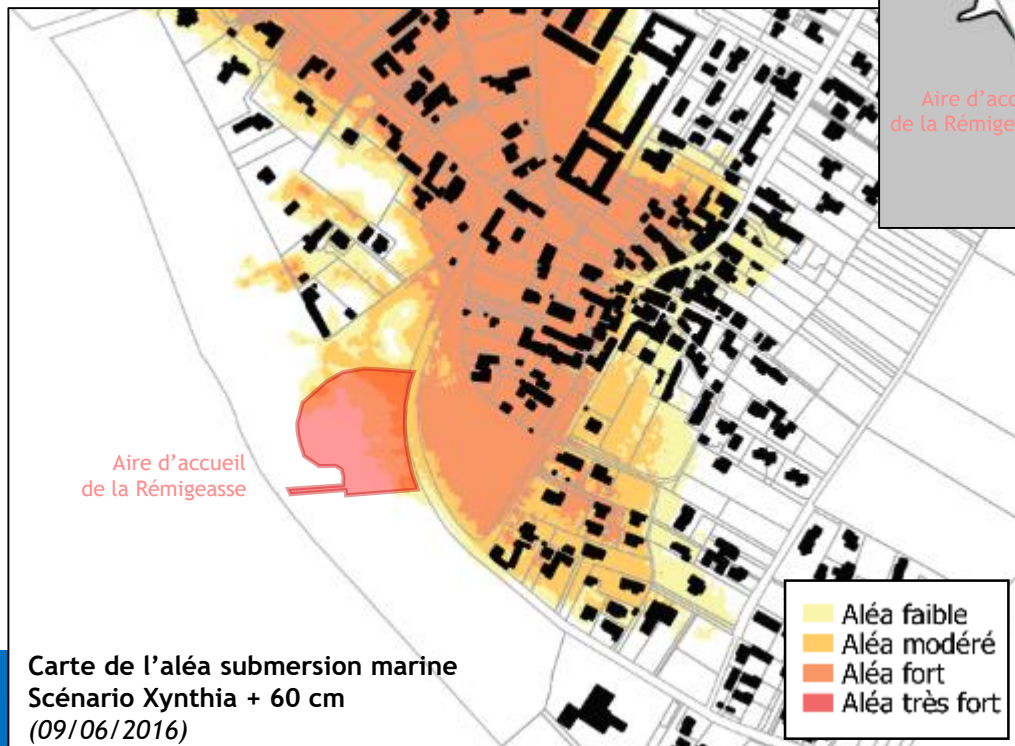 Aire d'acc
de la Rémige
Aire d'accueil
de la Rémigeasse
Aléa faible
Aléa modéré
Aléa fort
Aléa très fort
Carte de l'aléa submersion marine
Scénario Xynthia + 60 cm
(09/06/2016)